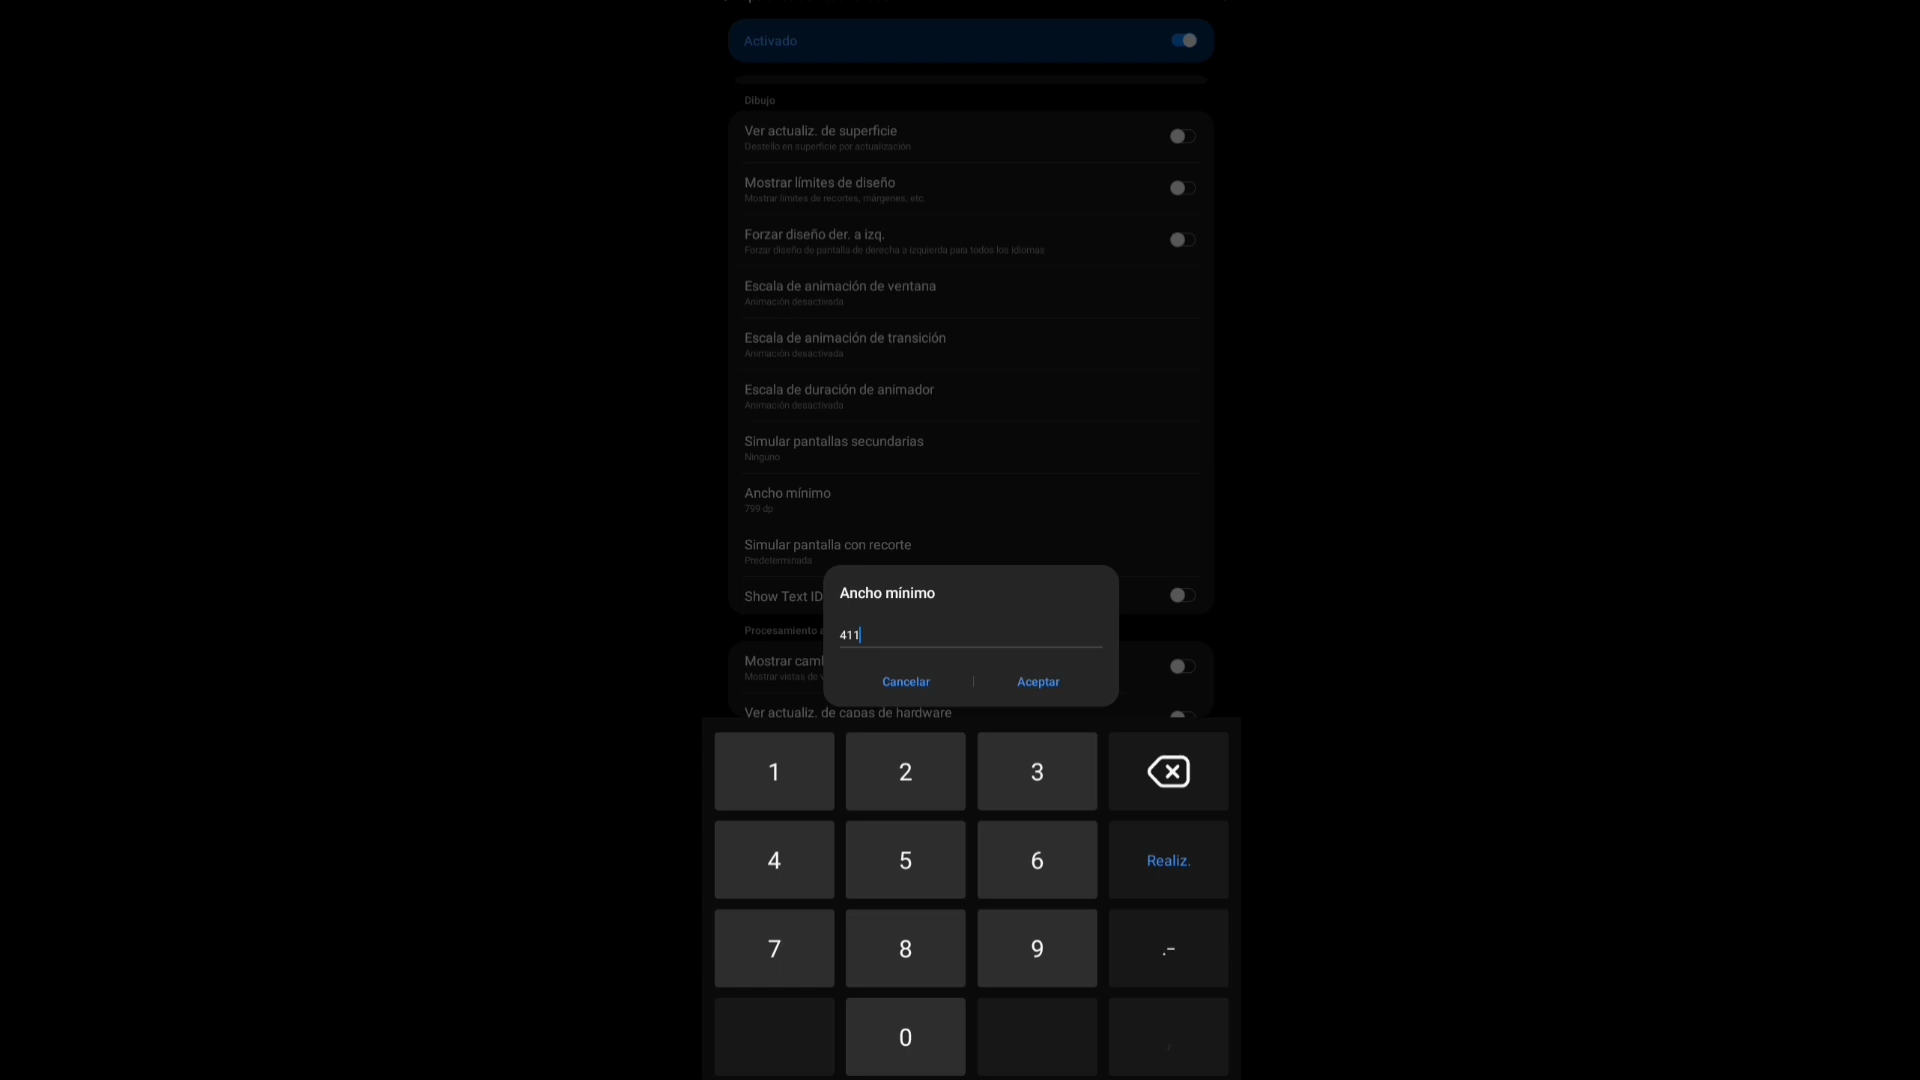 Activado
Dibujo
Ver actualiz. de superficie
Destello en superficie por actualización
Mostrar límites de diseño
Mostrar límites de recortes, márgenes, etc.
Forzar diseño der. a izq.
Forzar diseño de pantalla de derecha a izquierda para todos los idiomas
Escala de animación de ventana
Animación desactivada
Escala de animación de transición
Animación desactivada
Escala de duración de animador
Animación desactivada
Simular pantallas secundarias
Ninguno
Ancho mínimo
799 dp
Simular pantalla con recorte
Predeterminada
Show Text ID
Ancho mínimo
411
Cancelar | Aceptar
Procesamiento
Mostrar
Mostrar vistas de
Ver actualiz. de capas de hardware
1 2 3
4 5 6 Realiz.
7 8 9 .-
0 ,